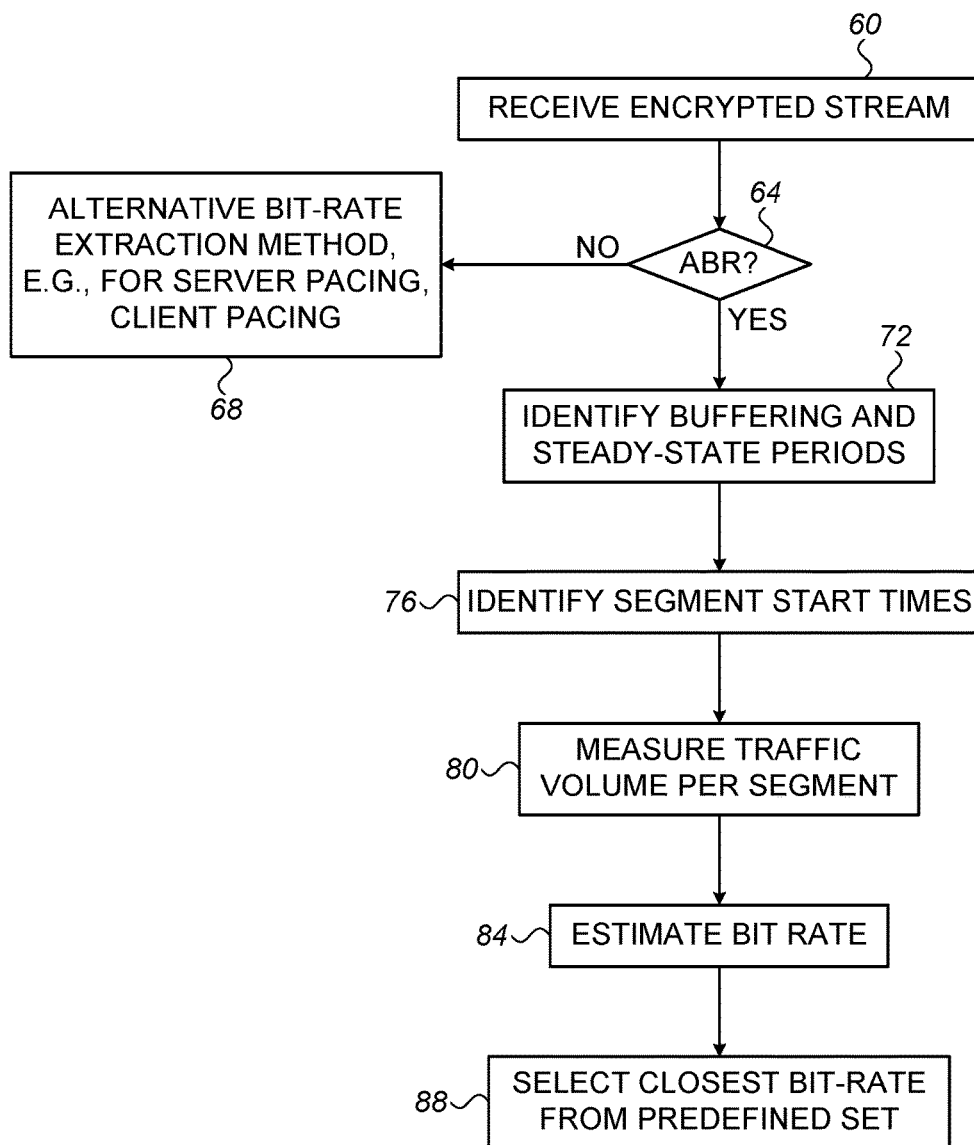 60
RECEIVE ENCRYPTED STREAM
64
ABR?
NO
YES
ALTERNATIVE BIT-RATE
EXTRACTION METHOD,
E.G., FOR SERVER PACING,
CLIENT PACING
68
72
IDENTIFY BUFFERING AND
STEADY-STATE PERIODS
76
IDENTIFY SEGMENT START TIMES
80
MEASURE TRAFFIC
VOLUME PER SEGMENT
84
ESTIMATE BIT RATE
88
SELECT CLOSEST BIT-RATE
FROM PREDEFINED SET